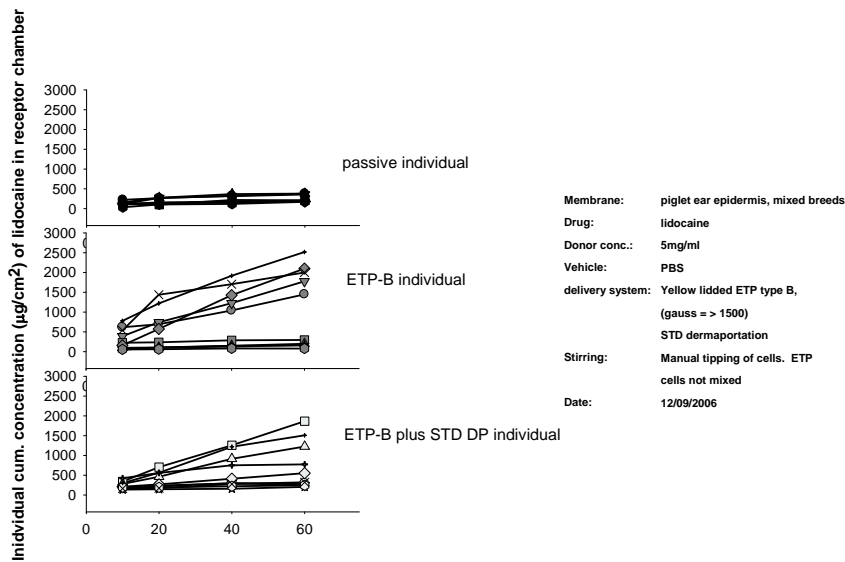 Inidvidual cum. concentration (µg/cm2) of lidocaine in receptor chamber
3000
2500
2000
1500
1000
500
0
passive individual
3000
2500
2000
1500
1000
500
0
ETP-B individual
3000
2500
2000
1500
1000
500
0
ETP-B plus STD DP individual
0 20 40 60
Membrane: piglet ear epidermis, mixed breeds
Drug: lidocaine
Donor conc.: 5mg/ml
Vehicle: PBS
delivery system: Yellow lidded ETP type B,
(gauss = > 1500)
STD dermaportation
Stirring: Manual tipping of cells. ETP
cells not mixed
Date: 12/09/2006